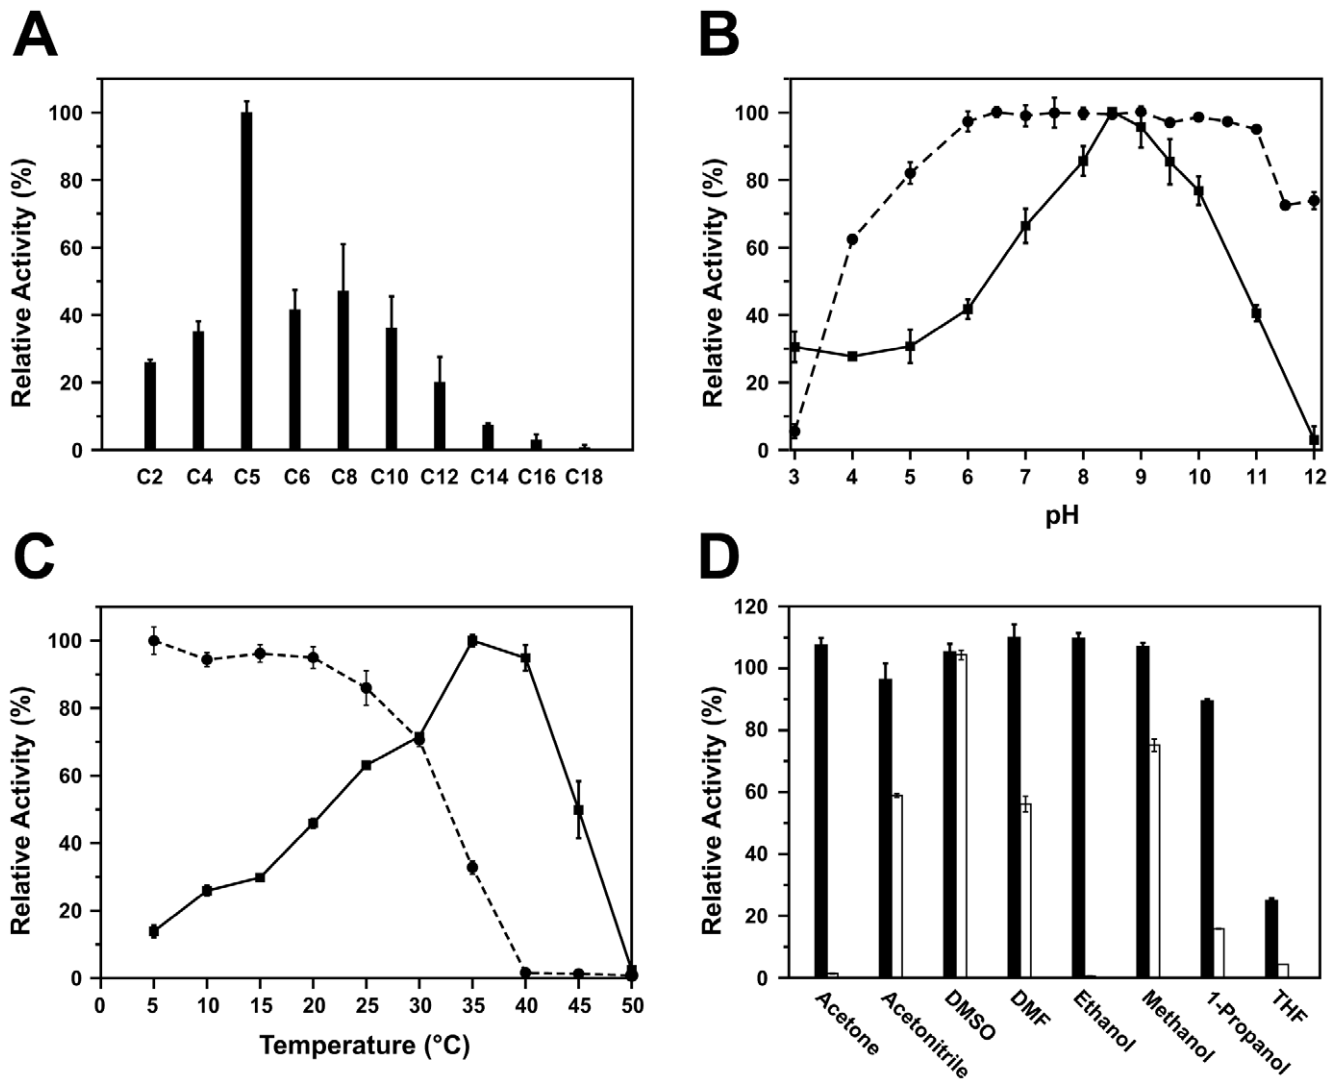 A
Relative Activity (%)
100
80
60
40
20
0
C2 C4 C5 C6 C8 C10 C12 C14 C16 C18
B
Relative Activity (%)
100
80
60
40
20
0
3 4 5 6 7 8 9 10 11 12
pH
C
Relative Activity (%)
100
80
60
40
20
0
0 5 10 15 20 25 30 35 40 45 50
Temperature (°C)
D
Relative Activity (%)
120
100
80
60
40
20
0
Acetone
Acetonitrile
DMSO
DMF
Ethanol
Methanol
1-Propanol
THF